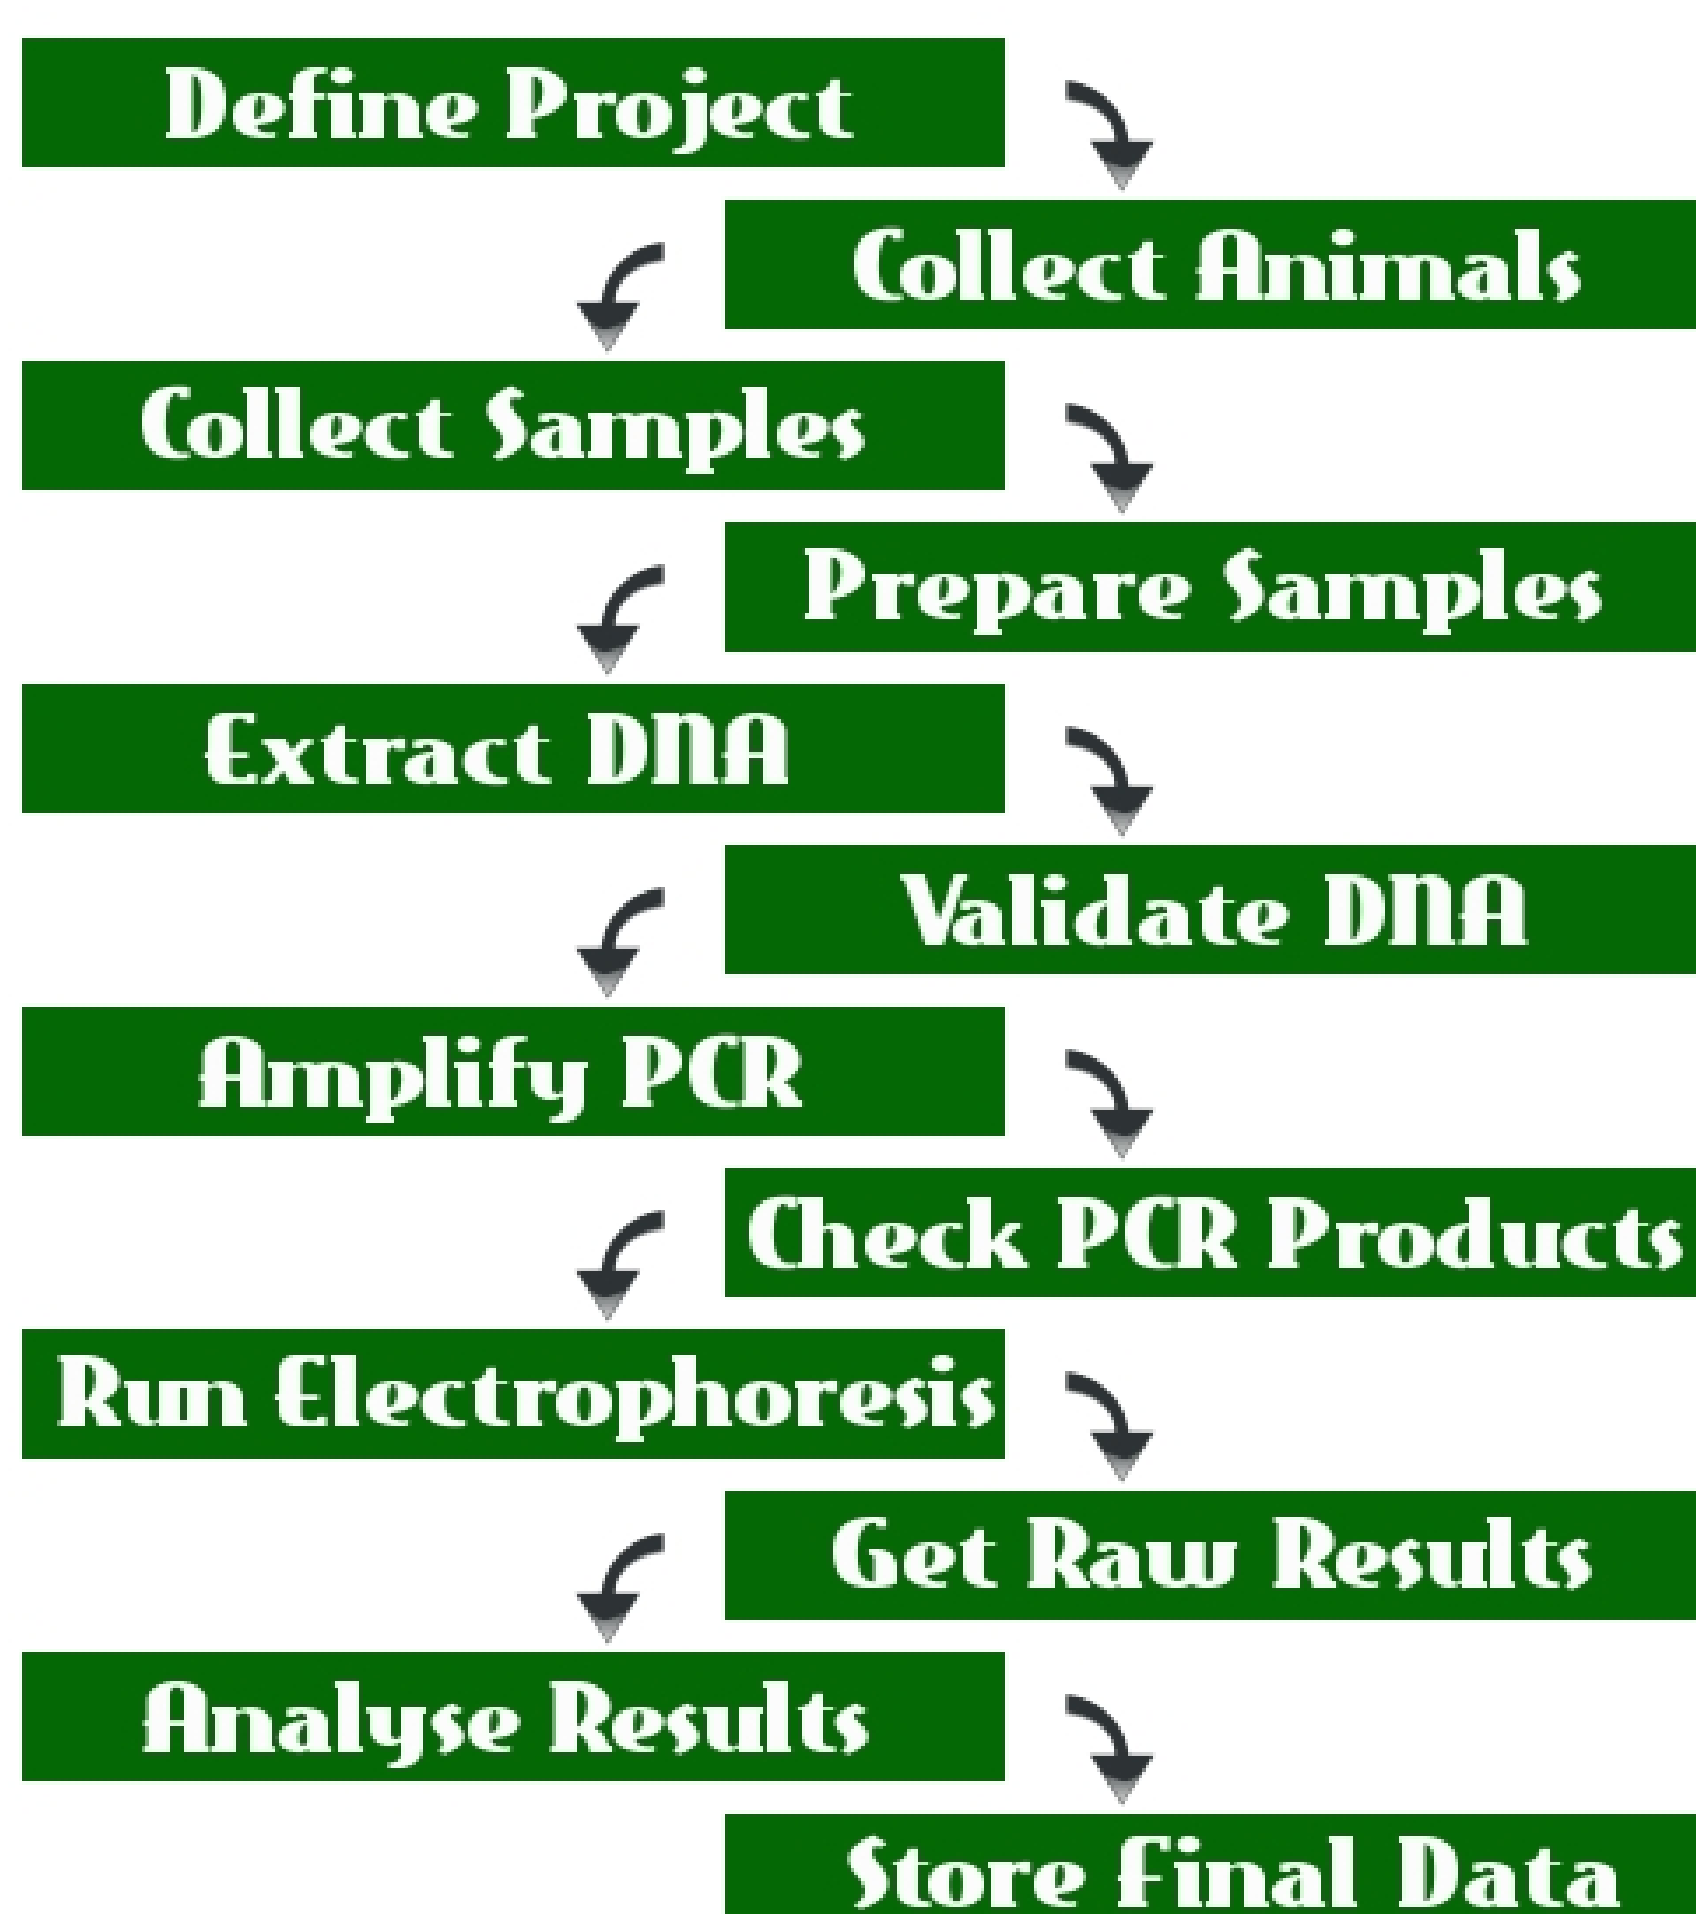 Define Project
Collect Animals
Collect Samples
Prepare Samples
Extract DNA
Validate DNA
Amplify PCR
Check PCR Products
Run Electrophoresis
Get Raw Results
Analyse Results
Store Final Data